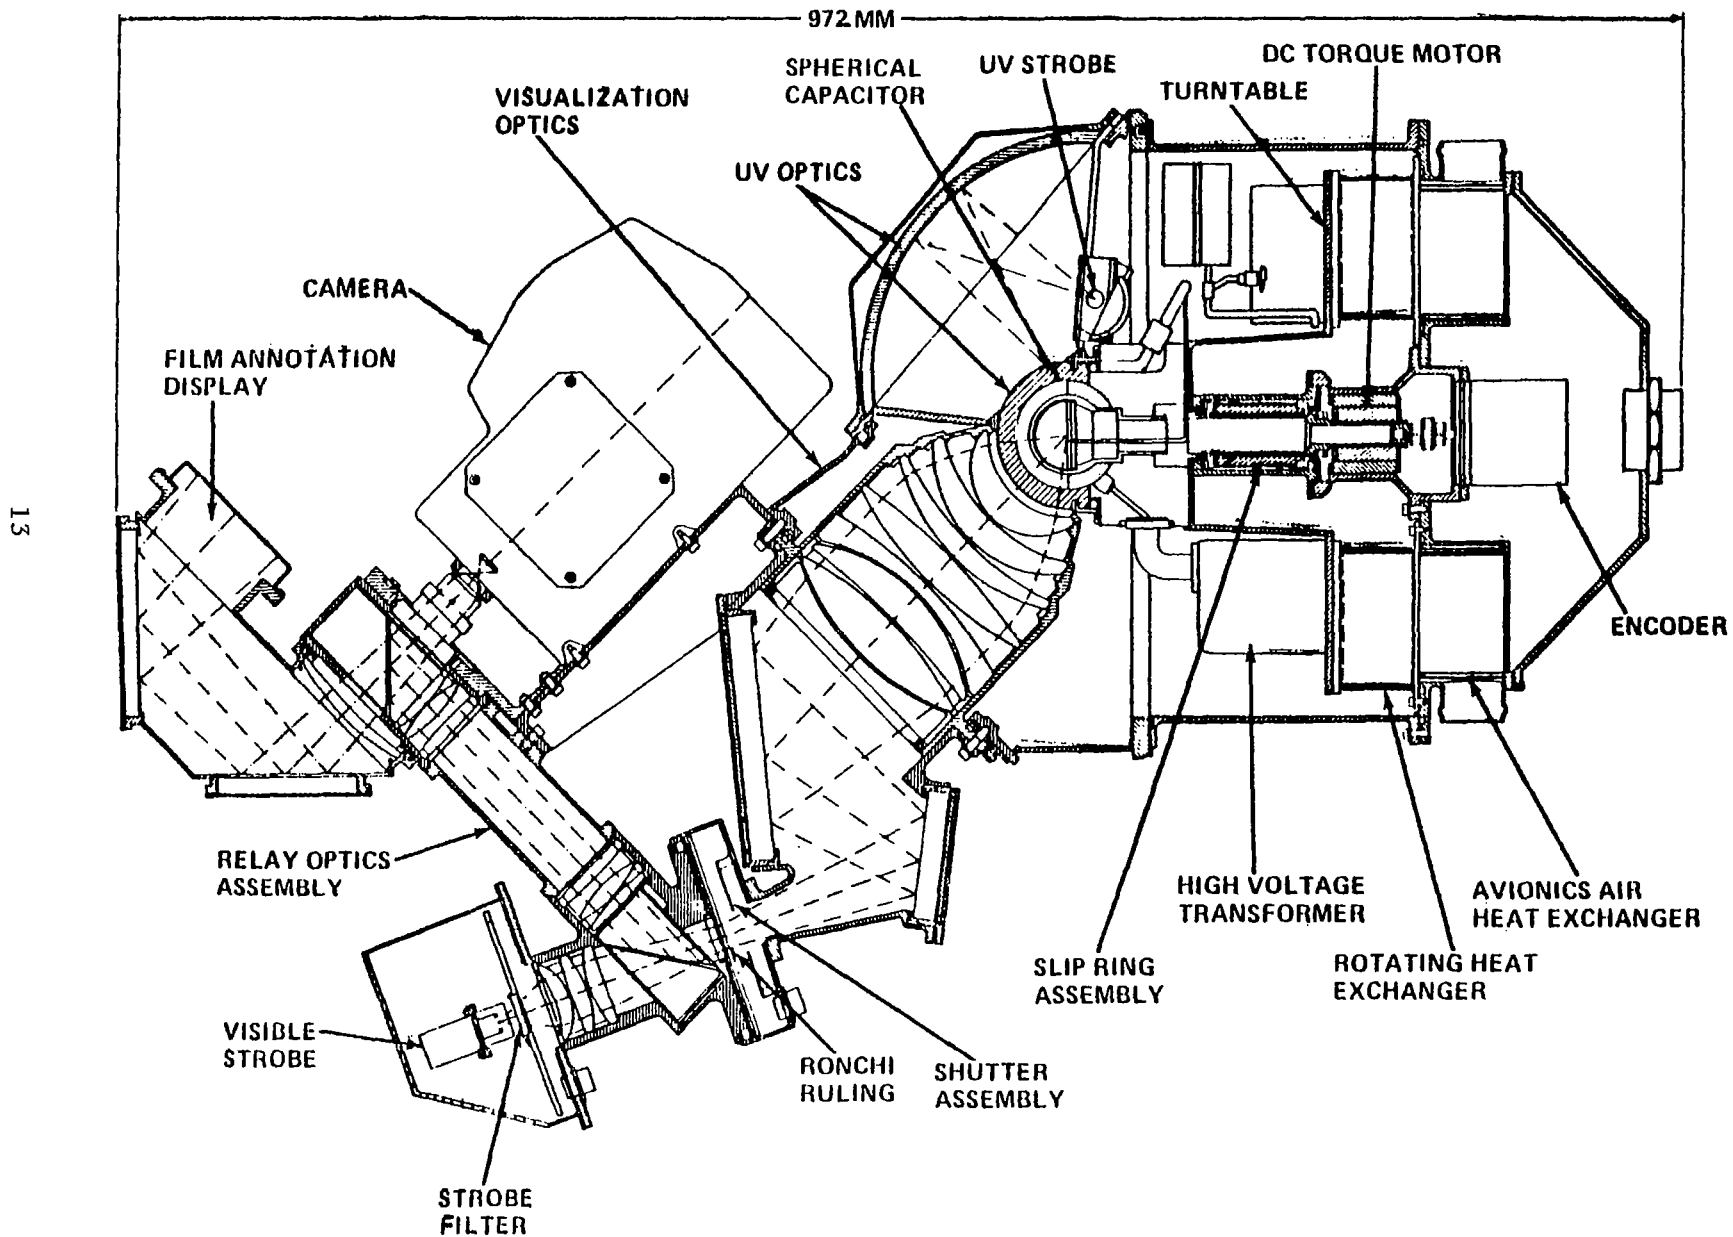 972 MM
DC TORQUE MOTOR
SPHERICAL
CAPACITOR
UV STROBE
TURNTABLE
VISUALIZATION
OPTICS
UV OPTICS
CAMERA
FILM ANNOTATION
DISPLAY
13
ENCODER
RELAY OPTICS
ASSEMBLY
HIGH VOLTAGE
TRANSFORMER
AVIONICS AIR
HEAT EXCHANGER
SLIP RING
ASSEMBLY
ROTATING HEAT
EXCHANGER
VISIBLE
STROBE
RONCHI
RULING
SHUTTER
ASSEMBLY
STROBE
FILTER